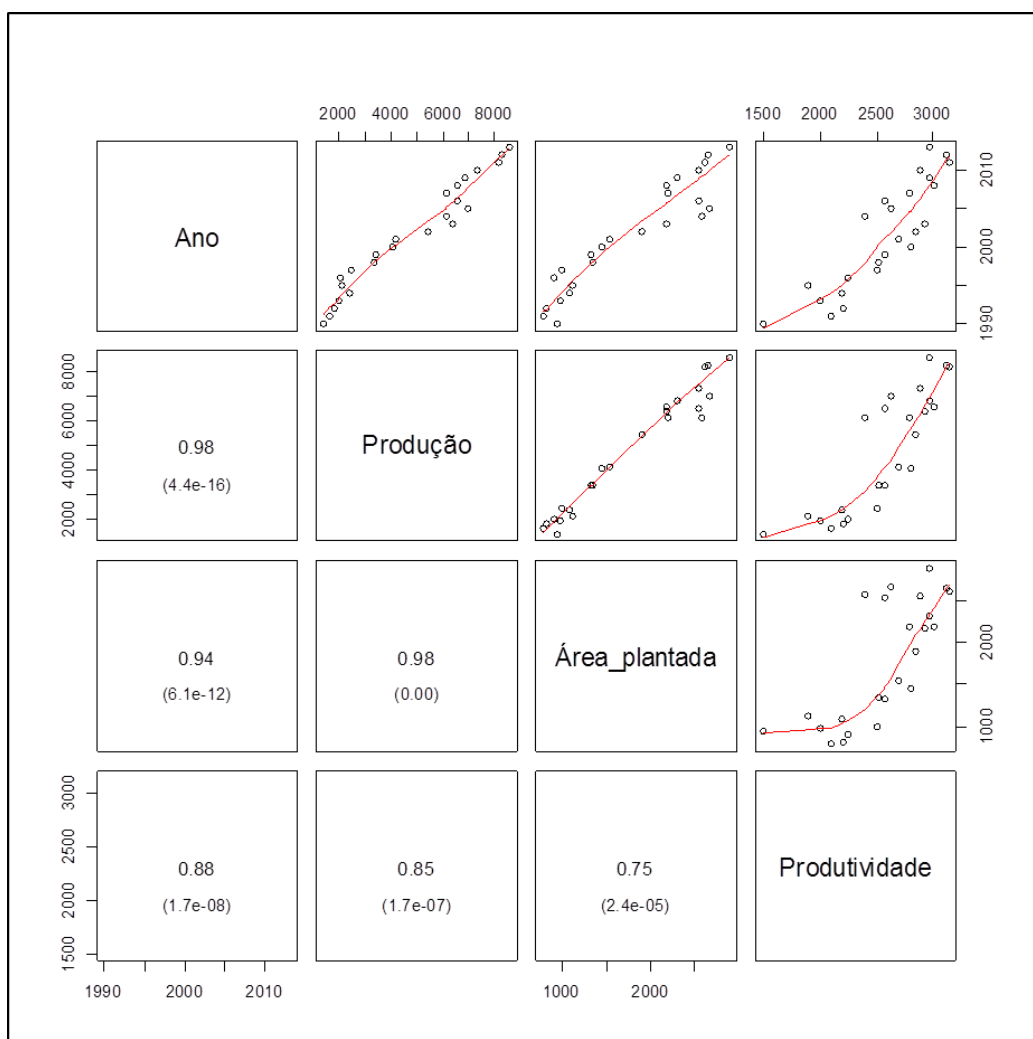 2000 4000 6000 8000
1500 2000 2500 3000
Ano
1990 2000 2010
2000 4000 6000 8000
0.98
(4.4e-16)
Produção
0.94
(6.1e-12)
0.98
(0.00)
Área_plantada
1000 2000
1500 2000 2500 3000
0.88
(1.7e-08)
0.85
(1.7e-07)
0.75
(2.4e-05)
Produtividade
1990 2000 2010
1000 2000